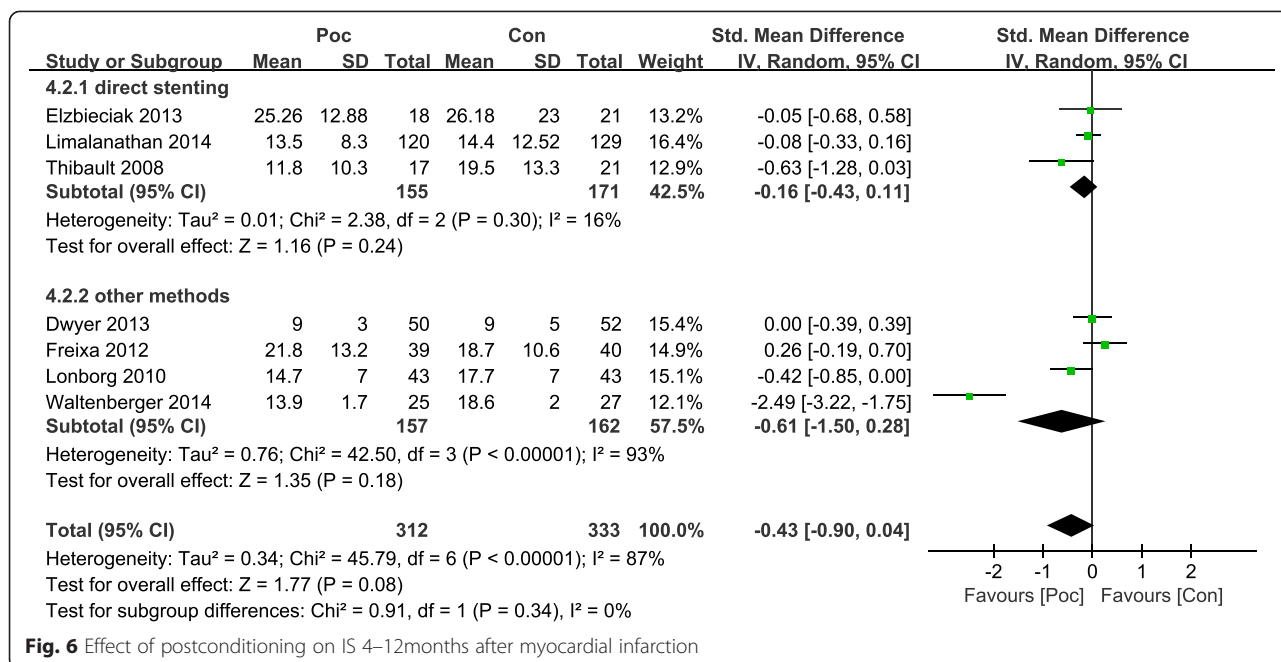 Poc Con Std. Mean Difference Std. Mean Difference
Study or Subgroup Mean SD Total Mean SD Total Weight IV, Random, 95% CI IV, Random, 95% CI
4.2.1 direct stenting
Elzbieciak 2013 25.26 12.88 18 26.18 23 21 13.2% -0.05 [-0.68, 0.58]
Limalanathan 2014 13.5 8.3 120 14.4 12.52 129 16.4% -0.08 [-0.33, 0.16]
Thibault 2008 11.8 10.3 17 19.5 13.3 21 12.9% -0.63 [-1.28, 0.03]
Subtotal (95% CI) 155 171 42.5% -0.16 [-0.43, 0.11]
Heterogeneity: Tau² = 0.01; Chi² = 2.38, df = 2 (P = 0.30); I² = 16%
Test for overall effect: Z = 1.16 (P = 0.24)
4.2.2 other methods
Dwyer 2013 9 3 50 9 5 52 15.4% 0.00 [-0.39, 0.39]
Freixa 2012 21.8 13.2 39 18.7 10.6 40 14.9% 0.26 [-0.19, 0.70]
Lonborg 2010 14.7 7 43 17.7 7 43 15.1% -0.42 [-0.85, 0.00]
Waltenberger 2014 13.9 1.7 25 18.6 2 27 12.1% -2.49 [-3.22, -1.75]
Subtotal (95% CI) 157 162 57.5% -0.61 [-1.50, 0.28]
Heterogeneity: Tau² = 0.76; Chi² = 42.50, df = 3 (P < 0.00001); I² = 93%
Test for overall effect: Z = 1.35 (P = 0.18)
Total (95% CI) 312 333 100.0% -0.43 [-0.90, 0.04]
Heterogeneity: Tau² = 0.34; Chi² = 45.79, df = 6 (P < 0.00001); I² = 87%
Test for overall effect: Z = 1.77 (P = 0.08)
Test for subgroup differences: Chi² = 0.91, df = 1 (P = 0.34), I² = 0%
-2 -1 0 1 2
Favours [Poc] Favours [Con]
Fig. 6 Effect of postconditioning on IS 4–12months after myocardial infarction